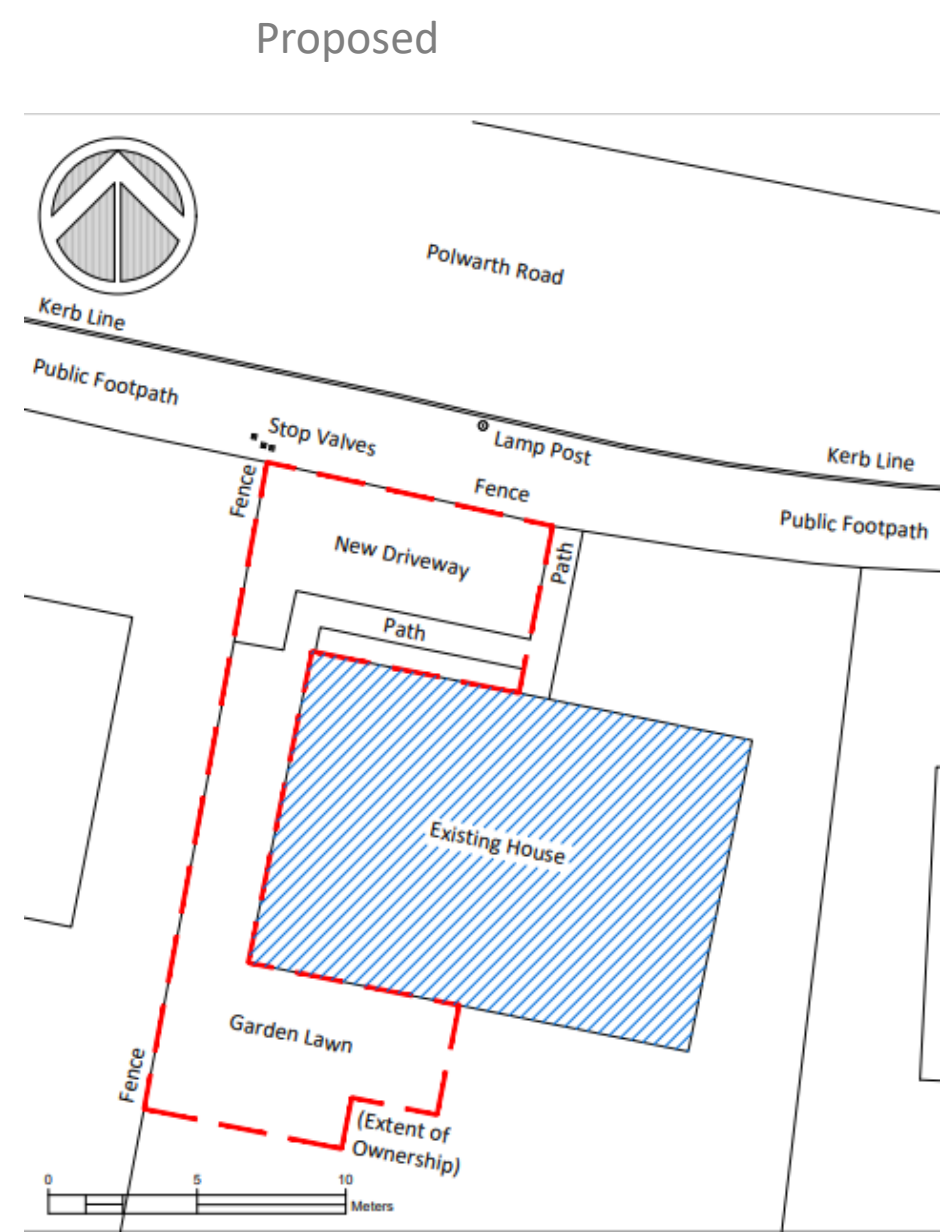 Proposed
Polwarth Road
Kerb Line
Public Footpath
Stop Valves
Lamp Post
Kerb Line
Fence
Fence
Public Footpath
New Driveway
Path
Path
Existing House
Garden Lawn
Fence
(Extent of
Ownership)
0 5 10
Meters